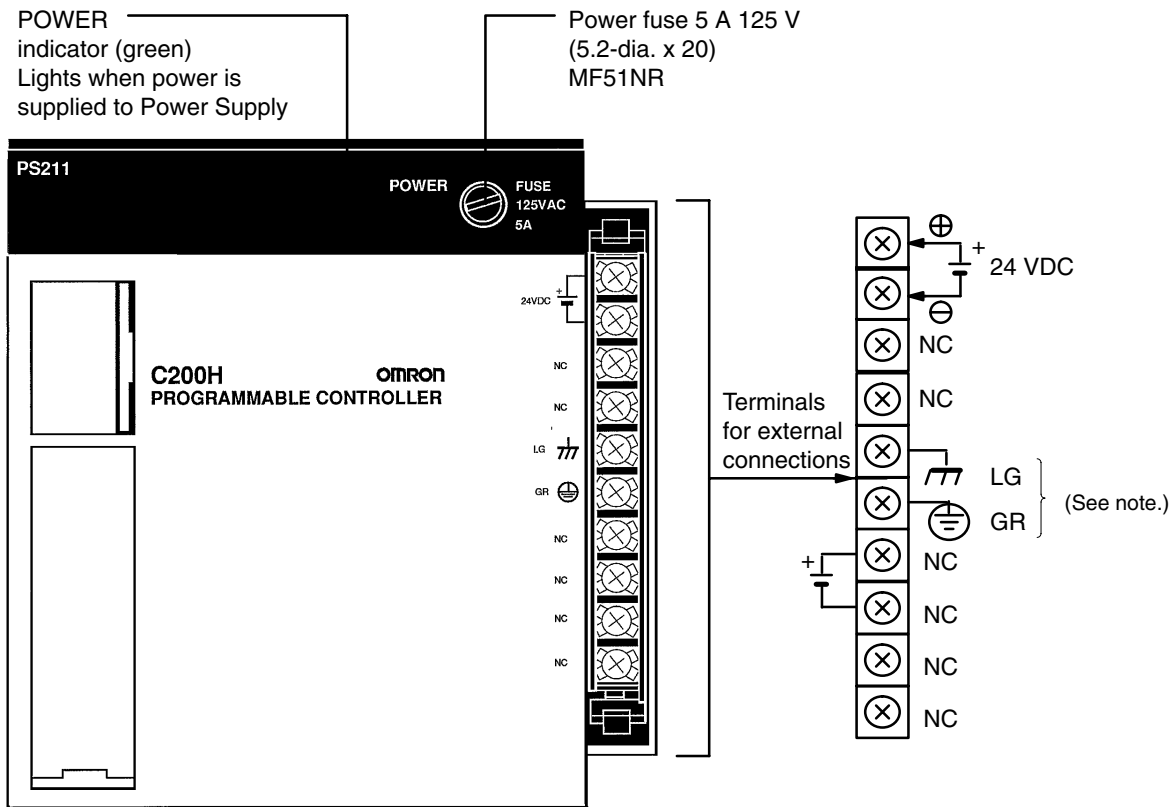 POWER
indicator (green)
Lights when power is
supplied to Power Supply
Power fuse 5 A 125 V
(5.2-dia. x 20)
MF51NR
PS211
POWER
FUSE
125VAC
5A
24VDC
+
NC
NC
LG
GR
NC
NC
NC
NC
C200H
OMRON
PROGRAMMABLE CONTROLLER
Terminals
for external
connections
⊕
+
24 VDC
⊖
NC
NC
LG
GR
(See note.)
+
NC
NC
NC
NC